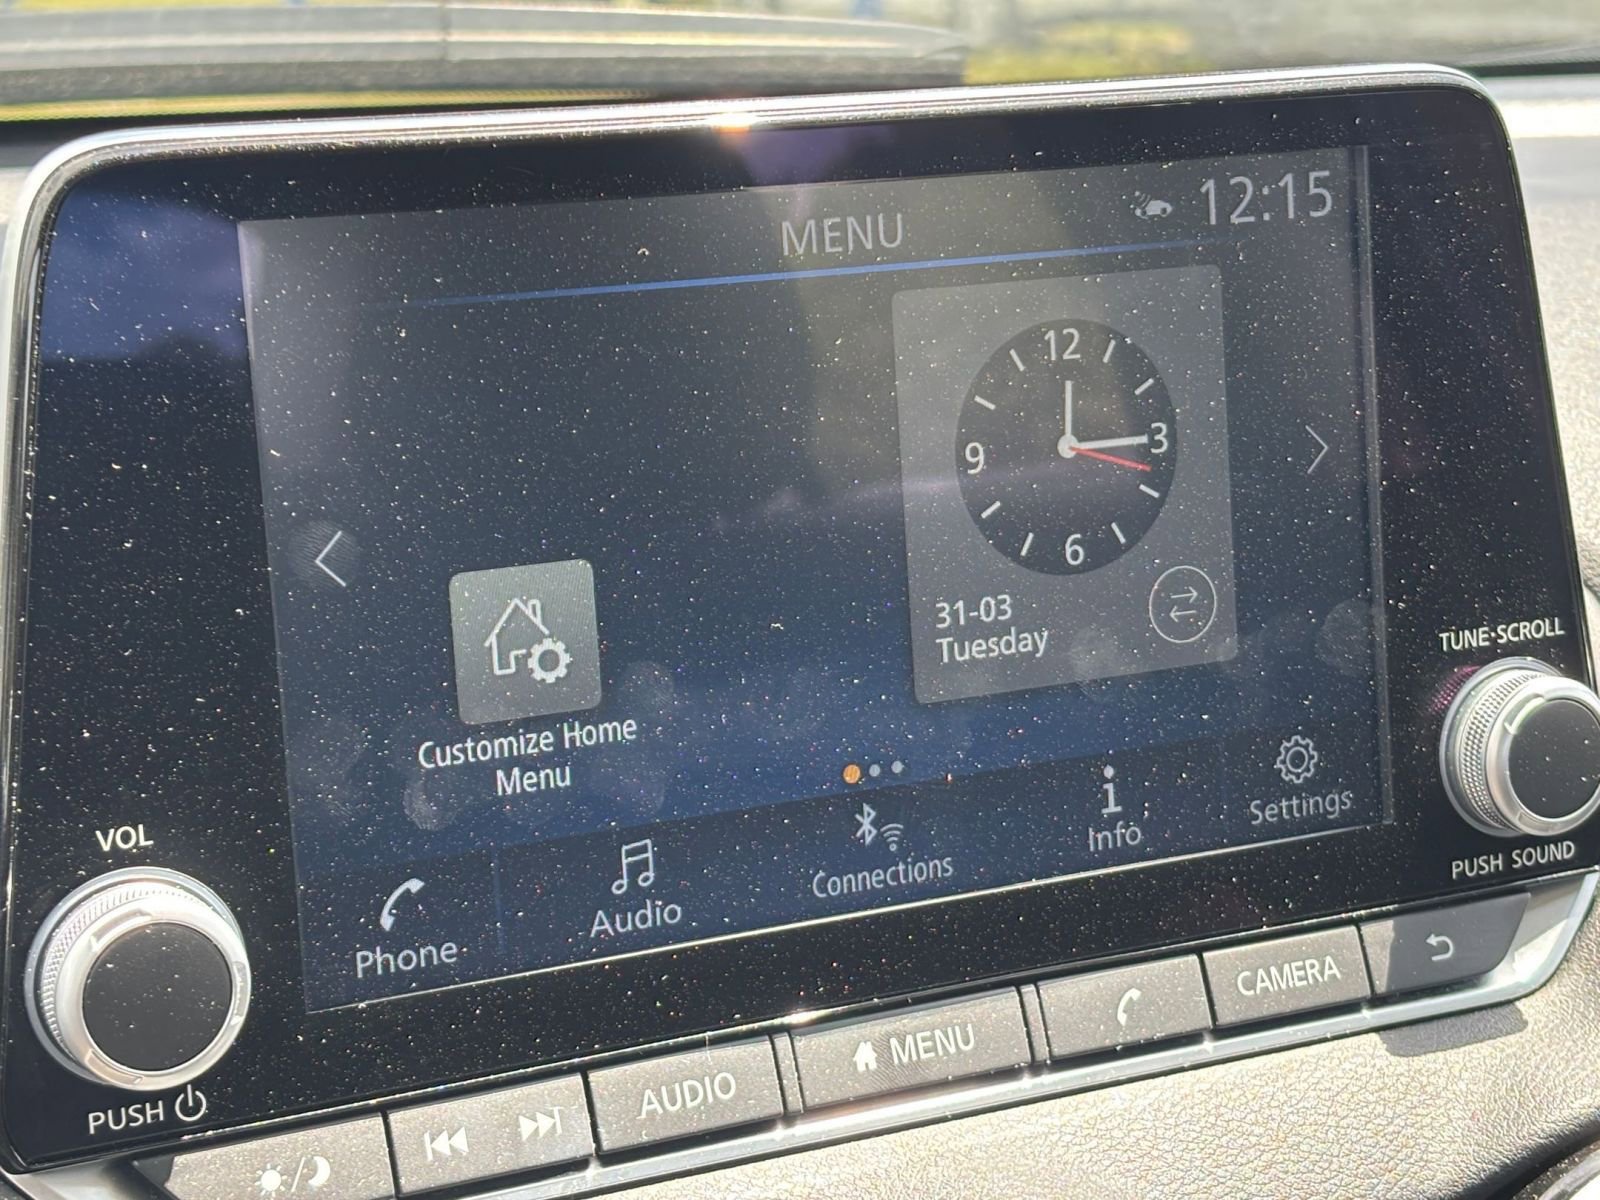 MENU
12:15
12
9
3
6
31-03
Tuesday
Customize Home
Menu
Phone
Audio
Connections
Info
Settings
VOL
PUSH
TUNE·SCROLL
PUSH SOUND
AUDIO
MENU
CAMERA